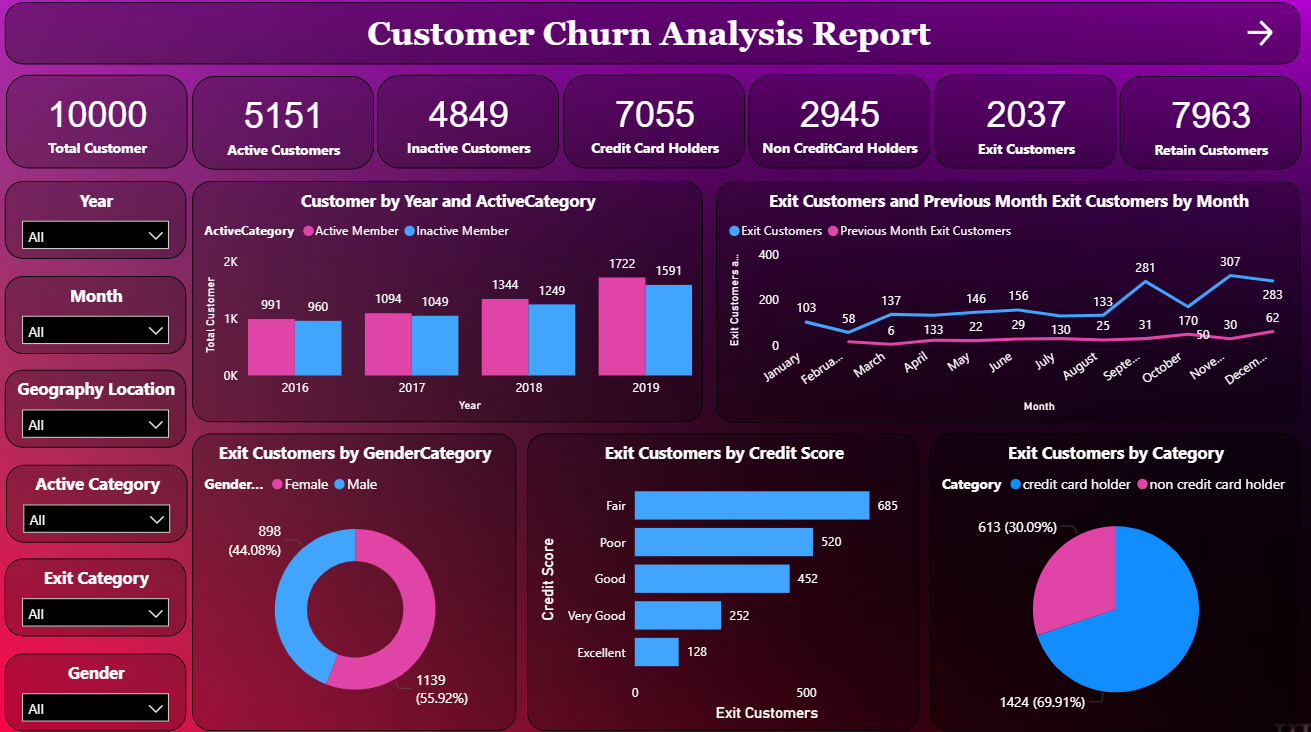 Customer Churn Analysis Report
10000
Total Customer
5151
Active Customers
4849
Inactive Customers
7055
Credit Card Holders
2945
Non CreditCard Holders
2037
Exit Customers
7963
Retain Customers
Year
All
Month
All
Geography Location
All
Active Category
All
Exit Category
All
Gender
All
Customer by Year and ActiveCategory
ActiveCategory Active Member Inactive Member
Total Customer
2K
1K
0K
991 960 1094 1049 1344 1249 1722 1591
2016 2017 2018 2019
Year
Exit Customers and Previous Month Exit Customers by Month
Exit Customers Previous Month Exit Customers
Exit Customers a...
400
200
0
103 58 137 146 156 133 281 170 307 283
6 133 22 29 130 25 31 50 30 62
January Februa... March April May June July August Septe... October Nove... Decem...
Month
Exit Customers by GenderCategory
Gender... Female Male
898
(44.08%)
1139
(55.92%)
Exit Customers by Credit Score
Credit Score
Fair 685
Poor 520
Good 452
Very Good 252
Excellent 128
0 500
Exit Customers
Exit Customers by Category
Category credit card holder non credit card holder
613 (30.09%)
1424 (69.91%)